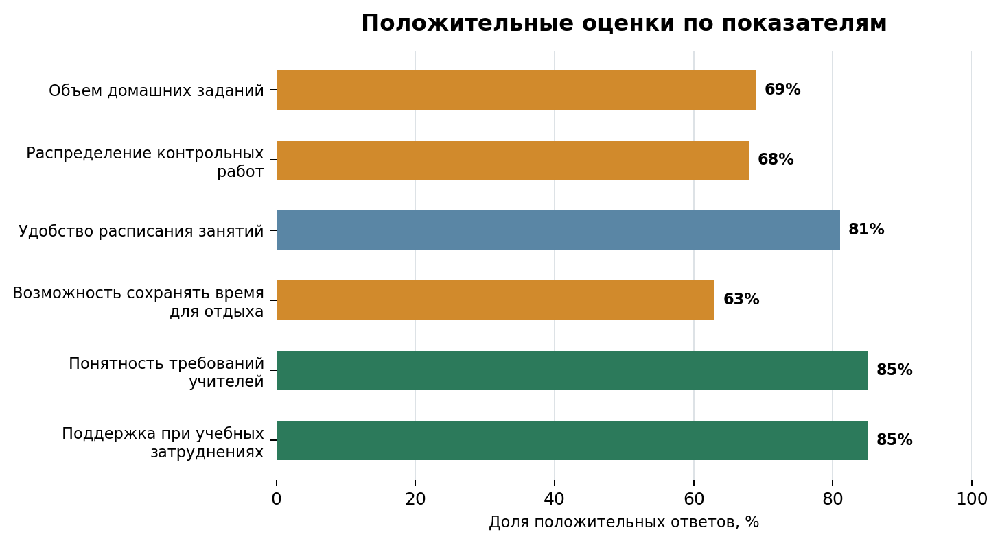 Положительные оценки по показателям
Объем домашних заданий
69%
Распределение контрольных
работ
68%
Удобство расписания занятий
81%
Возможность сохранять время
для отдыха
63%
Понятность требований
учителей
85%
Поддержка при учебных
затруднениях
85%
0 20 40 60 80 100
Доля положительных ответов, %